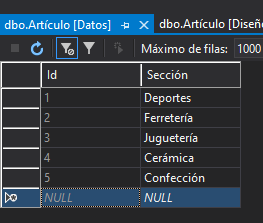 dbo.Artículo [Datos] dbo.Artículo [Diseñ
Máximo de filas: 1000
Id Sección
1 Deportes
2 Ferretería
3 Juguetería
4 Cerámica
5 Confección
NULL NULL